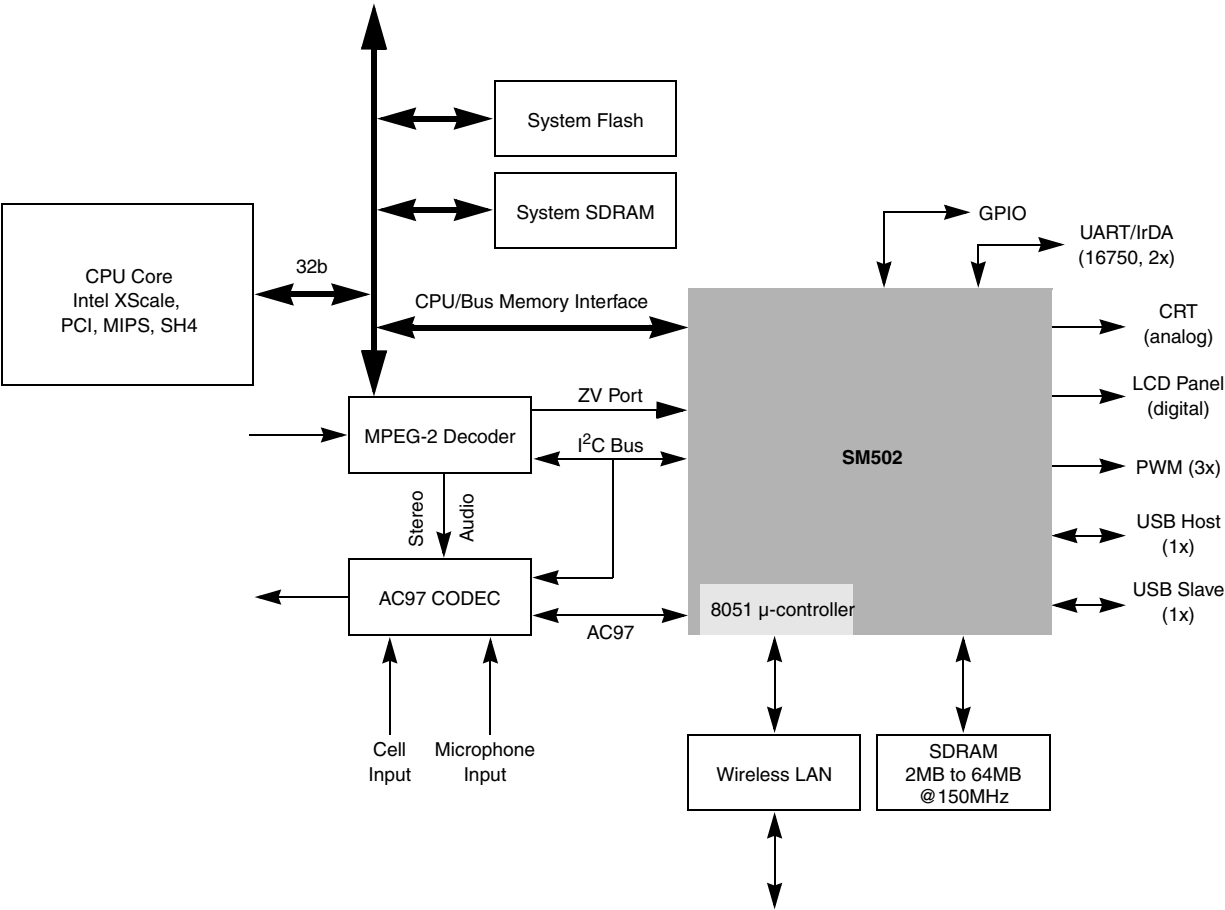 System Flash
System SDRAM
CPU Core
Intel XScale,
PCI, MIPS, SH4
32b
CPU/Bus Memory Interface
GPIO
UART/IrDA
(16750, 2x)
CRT
(analog)
LCD Panel
(digital)
PWM (3x)
USB Host
(1x)
USB Slave
(1x)
MPEG-2 Decoder
ZV Port
I²C Bus
SM502
Stereo
Audio
AC97 CODEC
AC97
8051 µ-controller
Cell
Input
Microphone
Input
Wireless LAN
SDRAM
2MB to 64MB
@150MHz